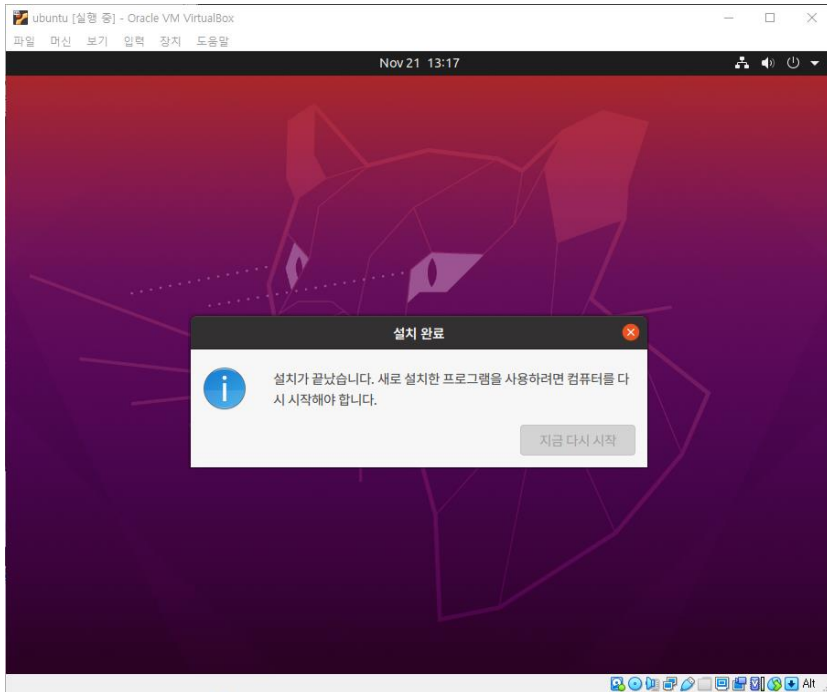 ubuntu [실행 중] - Oracle VM VirtualBox
파일 머신 보기 입력 장치 도움말
Nov 21 13:17
설치 완료
설치가 끝났습니다. 새로 설치한 프로그램을 사용하려면 컴퓨터를 다
시 시작해야 합니다.
지금 다시 시작
Alt